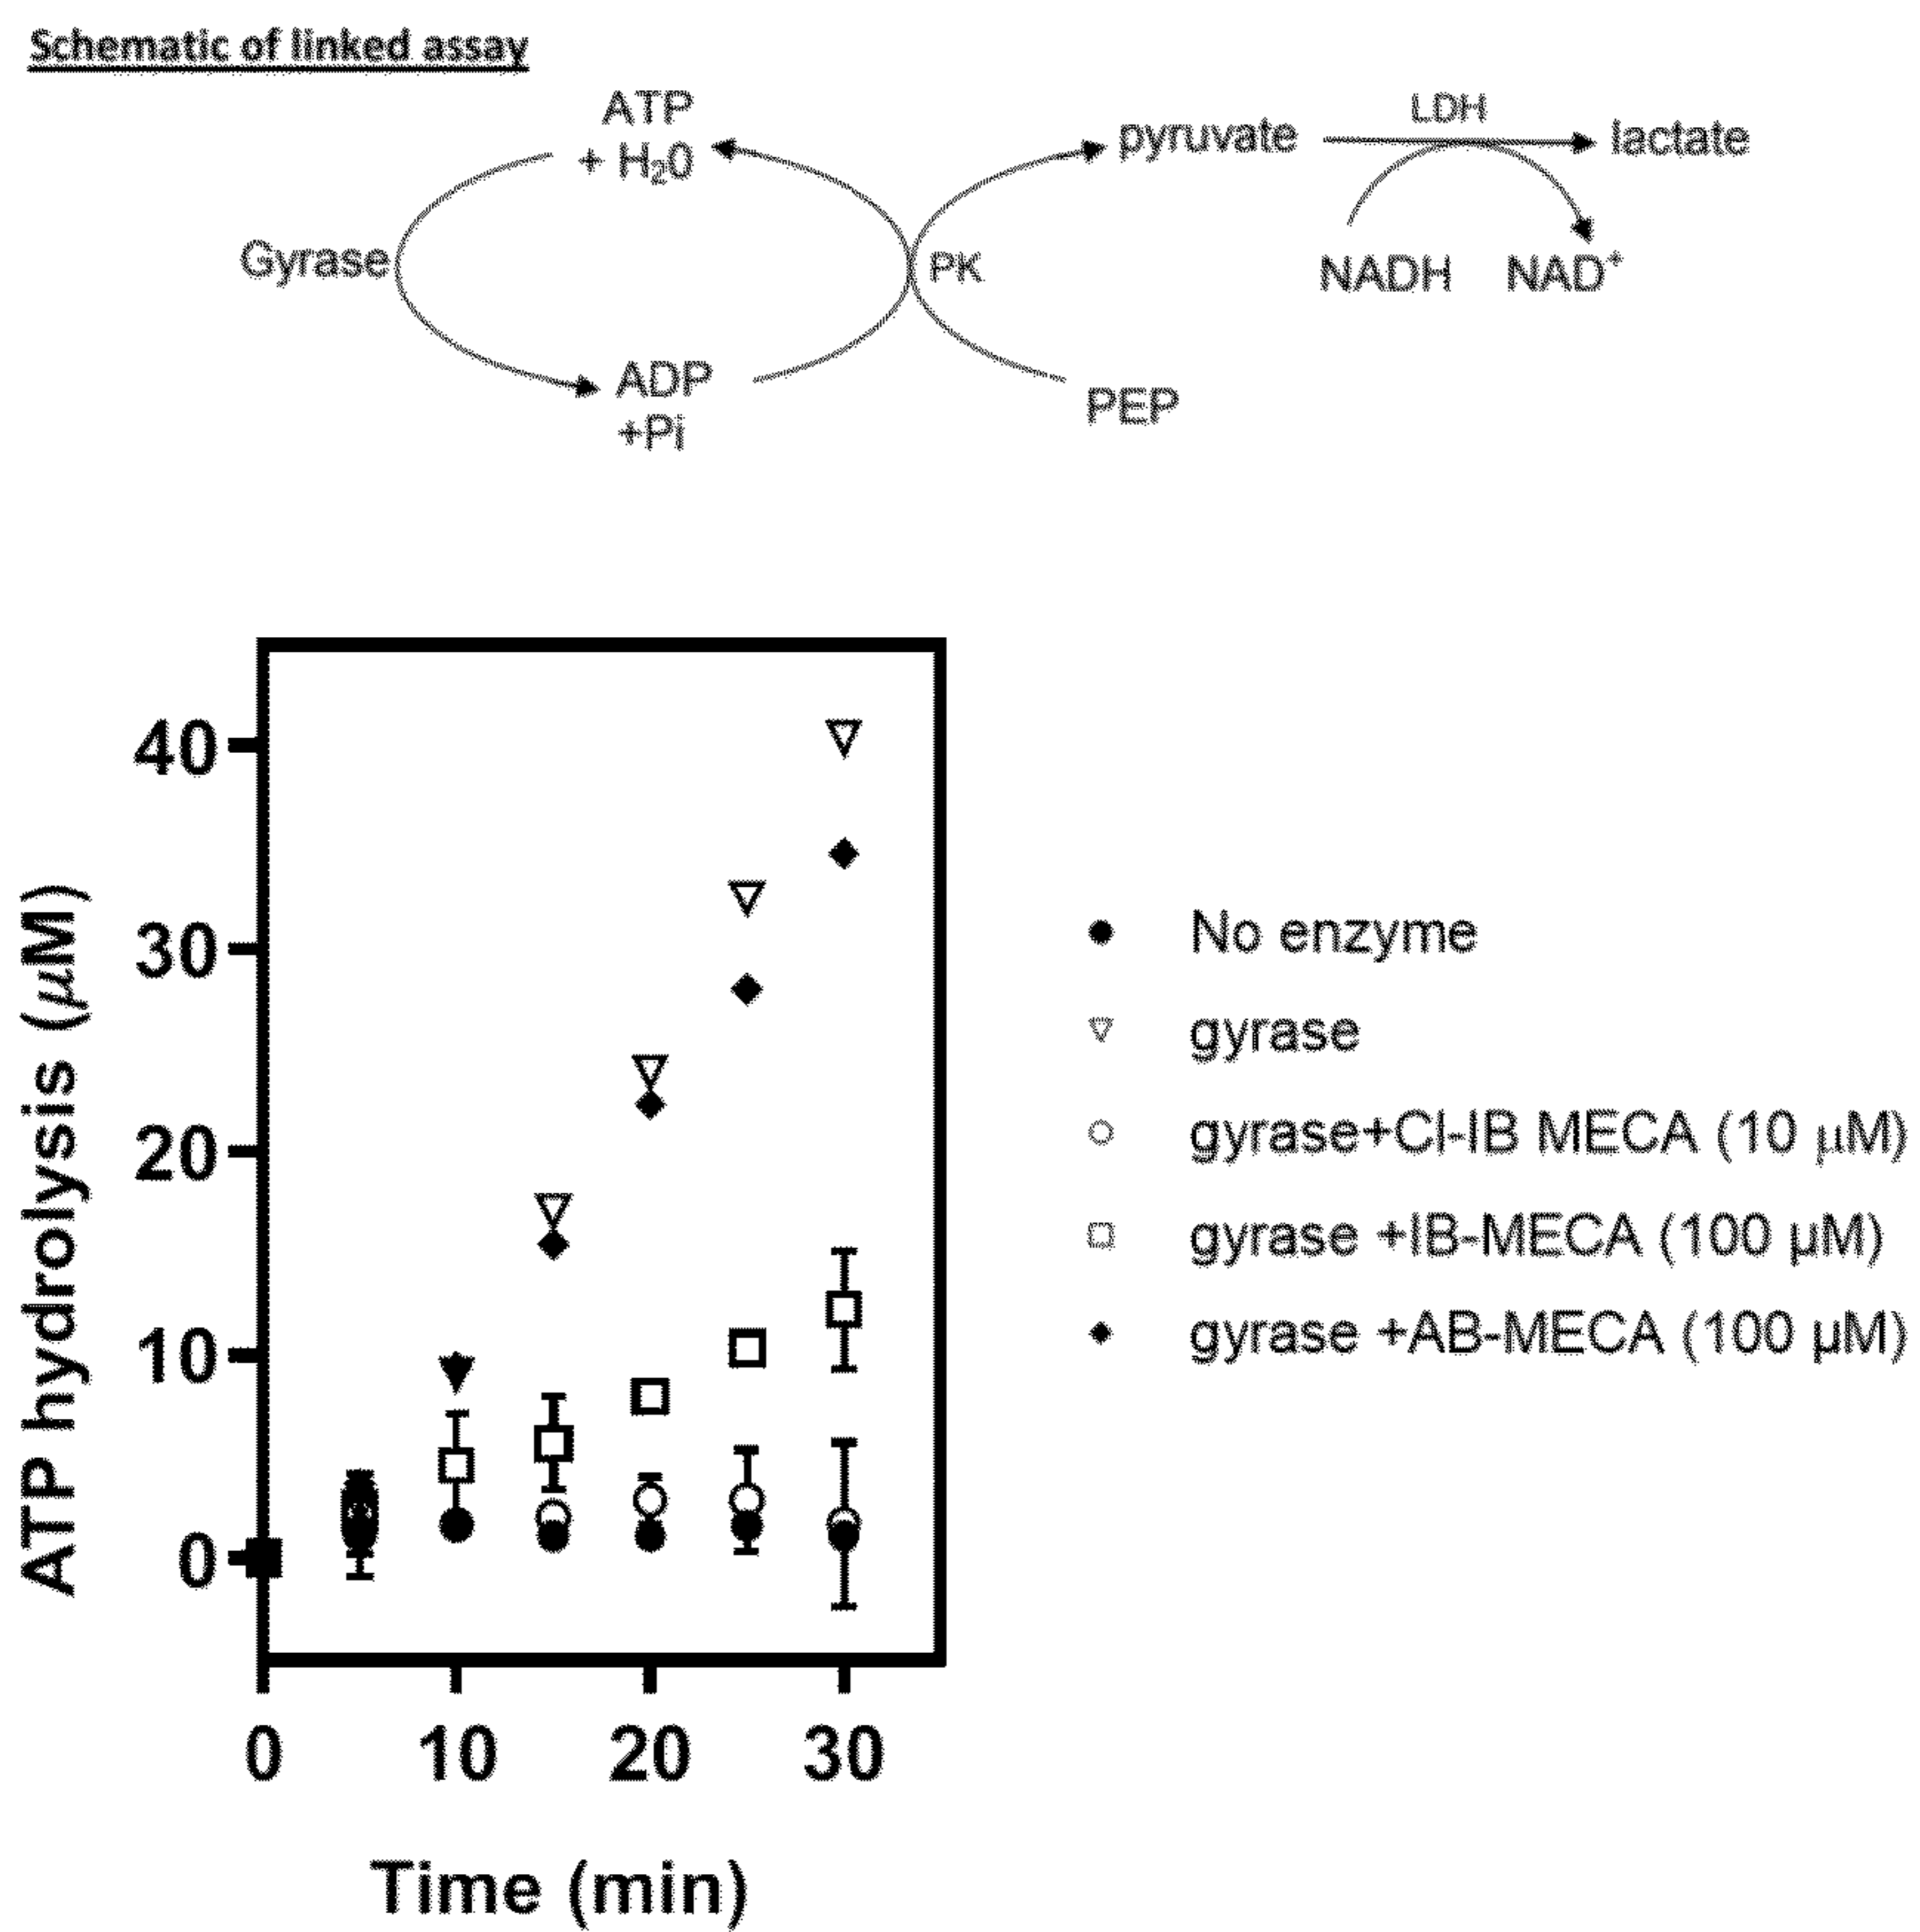 Schematic of linked assay
ATP
+ H₂0
Gyrase
ADP
+Pi
PK
PEP
pyruvate
LDH
lactate
NADH NAD⁺
ATP hydrolysis (μM)
40
30
20
10
0
0 10 20 30
Time (min)
No enzyme
gyrase
gyrase+Cl-IB MECA (10 μM)
gyrase +IB-MECA (100 μM)
gyrase +AB-MECA (100 μM)